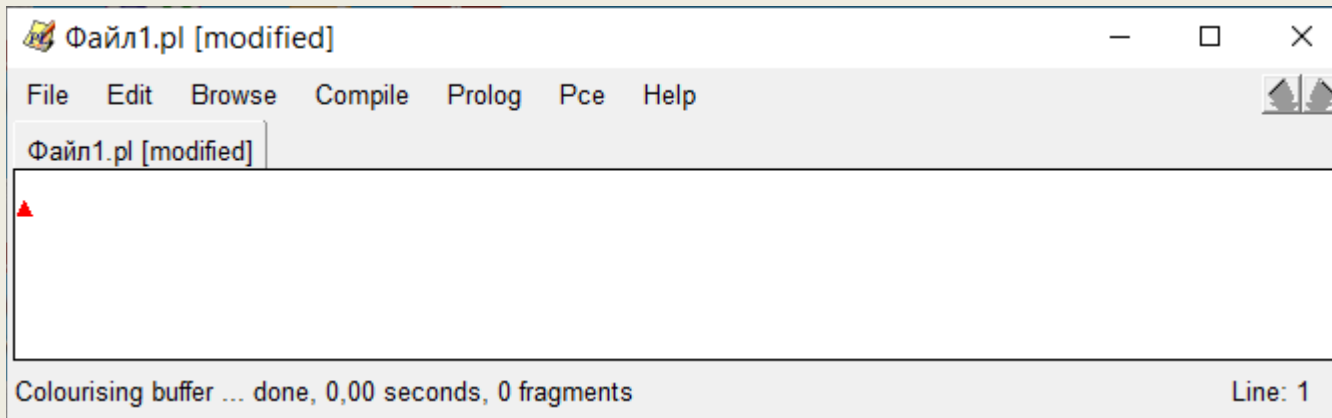 Файл1.pl [modified]
File Edit Browse Compile Prolog Pce Help
Файл1.pl [modified]
Colourising buffer ... done, 0,00 seconds, 0 fragments Line: 1